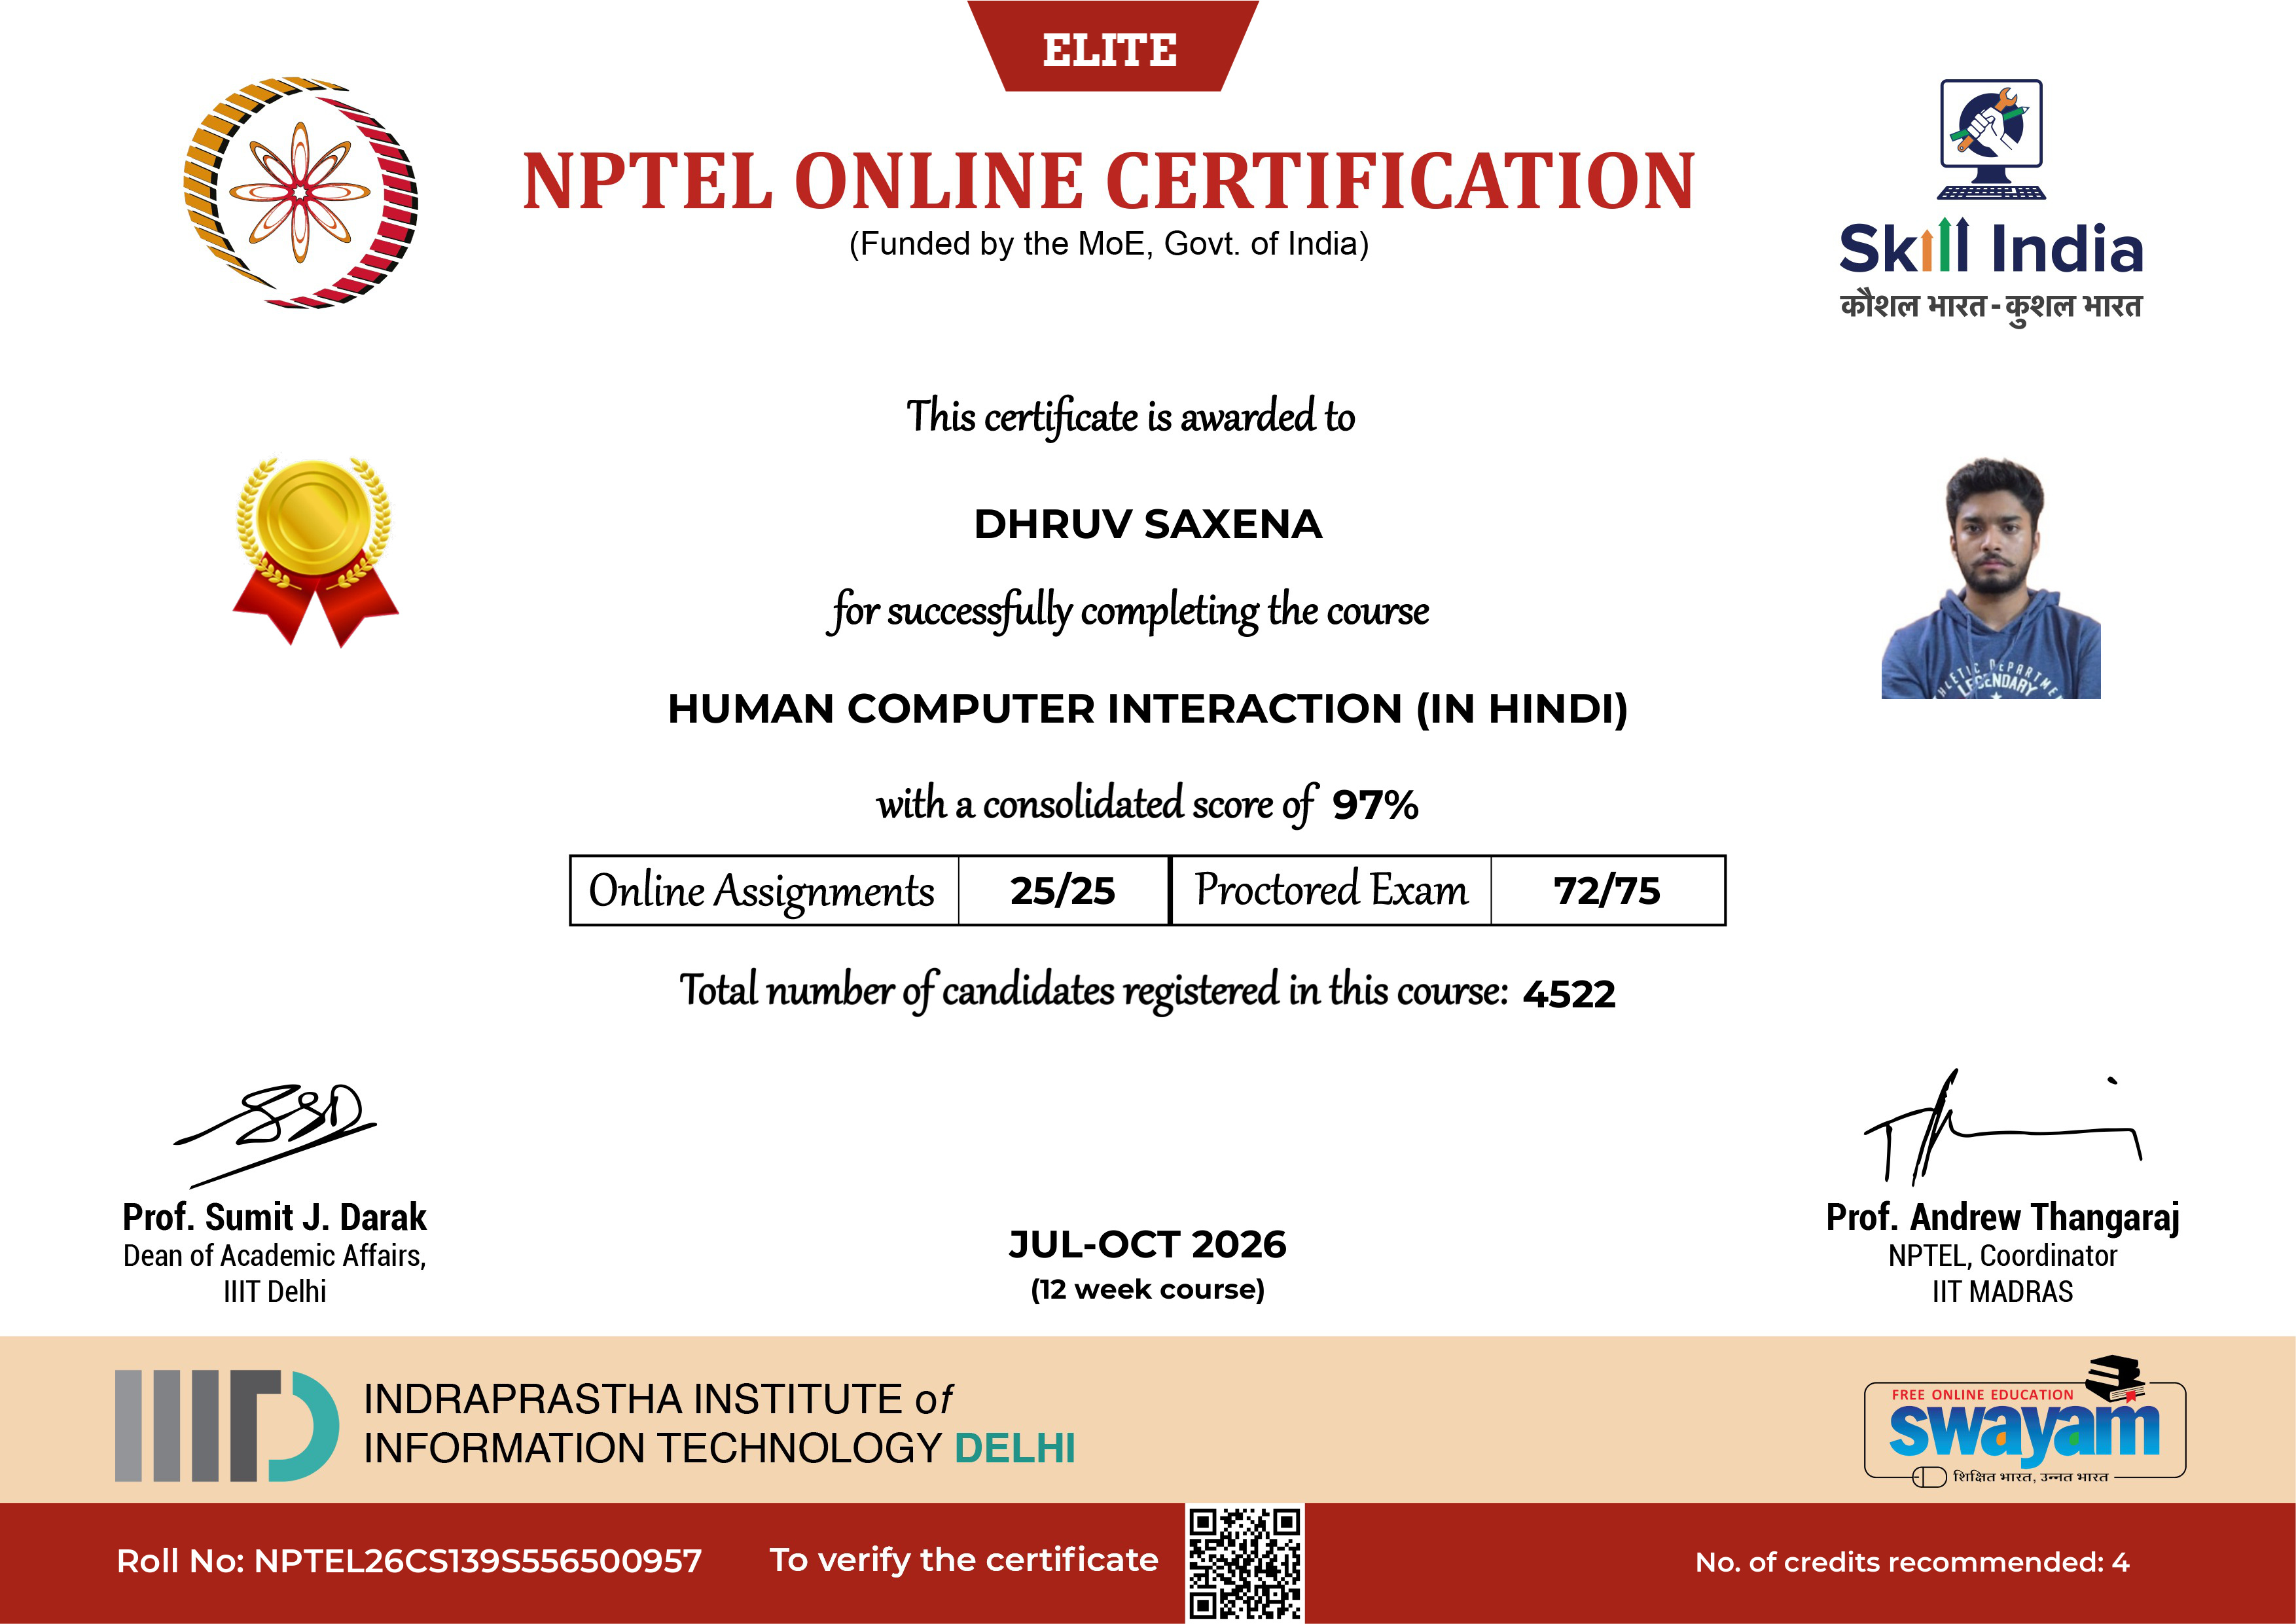 ELITE
NPTEL ONLINE CERTIFICATION
(Funded by the MoE, Govt. of India)
Skill India
कौशल भारत - कुशल भारत
This certificate is awarded to
DHRUV SAXENA
for successfully completing the course
HUMAN COMPUTER INTERACTION (IN HINDI)
with a consolidated score of 97%
Online Assignments 25/25 Proctored Exam 72/75
Total number of candidates registered in this course: 4522
Prof. Sumit J. Darak
Dean of Academic Affairs,
IIIT Delhi
JUL-OCT 2026
(12 week course)
Prof. Andrew Thangaraj
NPTEL, Coordinator
IIT MADRAS
INDRAPRASTHA INSTITUTE of
INFORMATION TECHNOLOGY DELHI
FREE ONLINE EDUCATION
swayam
शिक्षित भारत, उन्नत भारत
Roll No: NPTEL26CS139S556500957
To verify the certificate
No. of credits recommended: 4